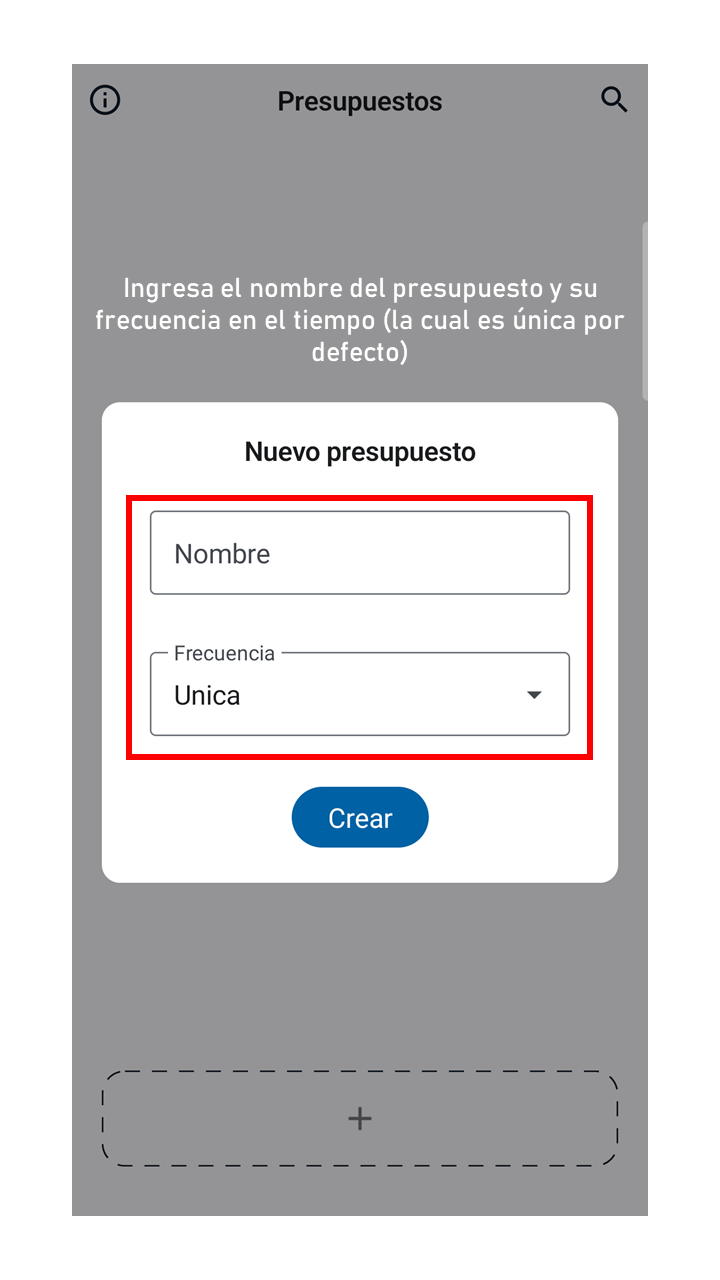 Presupuestos
Ingresa el nombre del presupuesto y su
frecuencia en el tiempo (la cual es única por
defecto)
Nuevo presupuesto
Nombre
Frecuencia
Unica
Crear